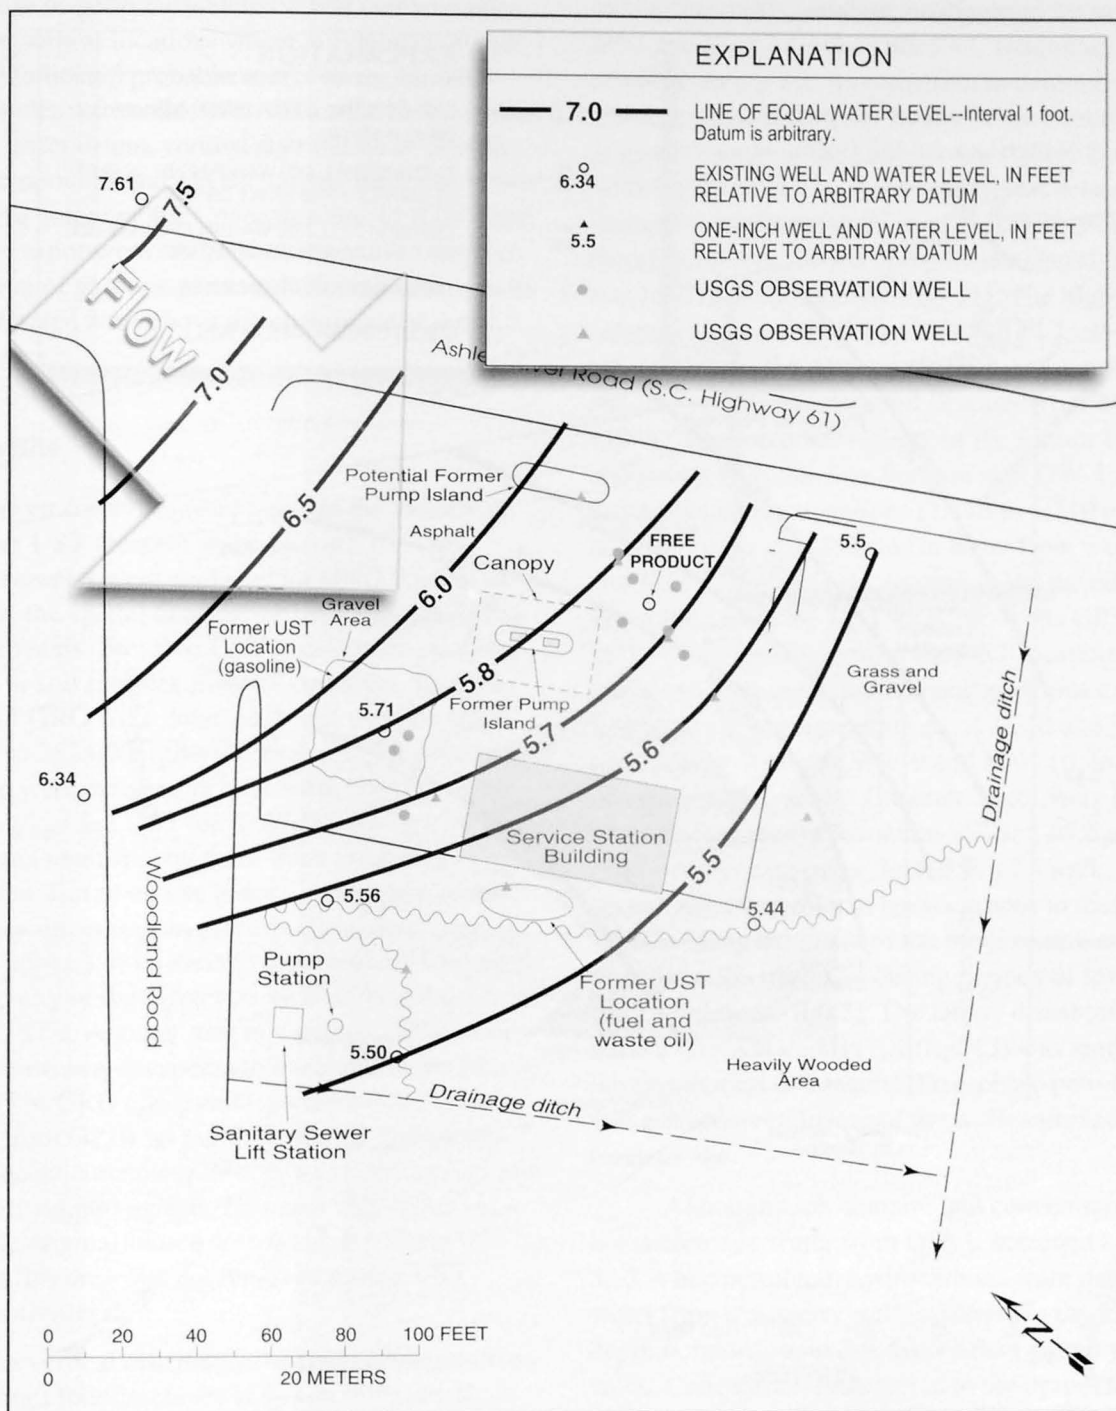 EXPLANATION
7.0
LINE OF EQUAL WATER LEVEL--Interval 1 foot.
Datum is arbitrary.
6.34
EXISTING WELL AND WATER LEVEL, IN FEET
RELATIVE TO ARBITRARY DATUM
5.5
ONE-INCH WELL AND WATER LEVEL, IN FEET
RELATIVE TO ARBITRARY DATUM
USGS OBSERVATION WELL
USGS OBSERVATION WELL
7.61
7.5
Flow
7.0
Road (S.C. Highway 61)
6.5
Potential Former
Pump Island
Asphalt
FREE
PRODUCT
5.5
Canopy
6.0
Gravel
Area
Former UST
Location
(gasoline)
5.8
Grass and
Gravel
Former Pump
Island
5.71
5.7
5.6
Drainage ditch
6.34
Service Station
Building
5.5
Woodland Road
5.56
5.44
Pump
Station
Former UST
Location
(fuel and
waste oil)
5.50
Heavily Wooded
Area
Drainage ditch
Sanitary Sewer
Lift Station
N
0 20 40 60 80 100 FEET
0 20 METERS